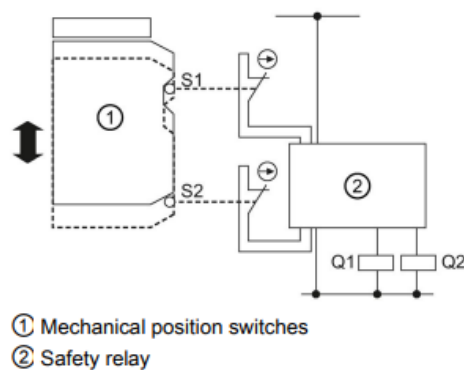 S1
①
S2
②
Q1
Q2
① Mechanical position switches
② Safety relay